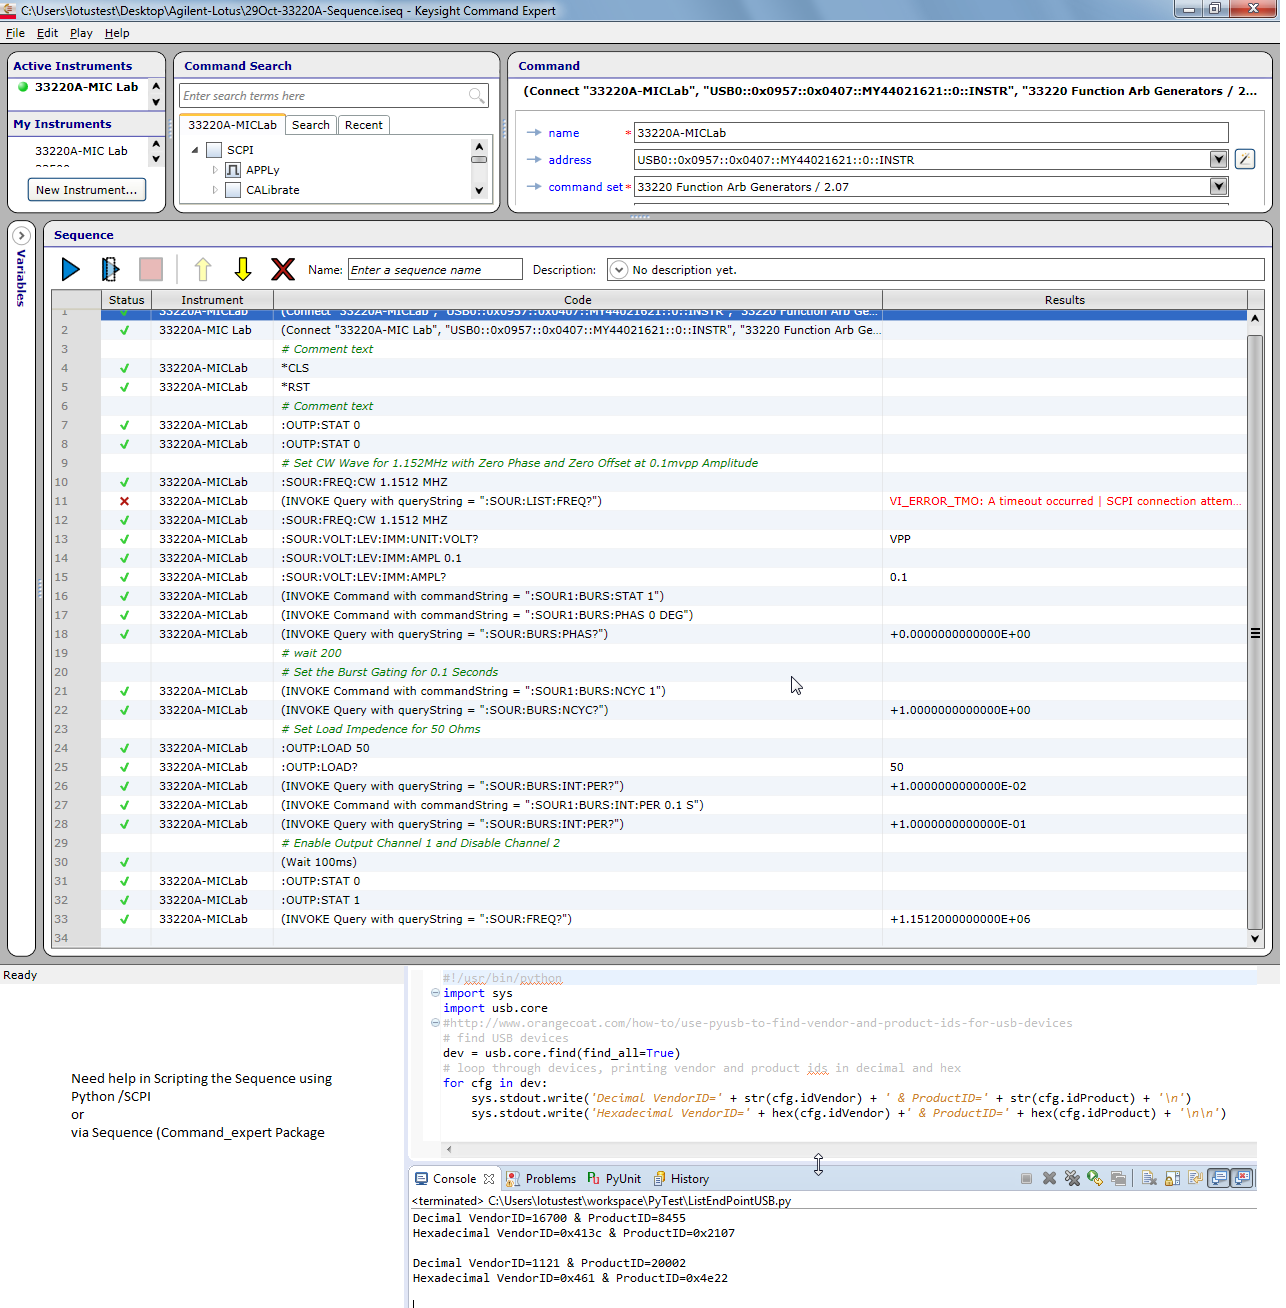 C:\Users\lotustest\Desktop\Agilent-Lotus\29Oct-33220A-Sequence.iseq - Keysight Command Expert
File Edit Play Help
Active Instruments
33220A-MIC Lab
My Instruments
33220A-MIC Lab
New Instrument...
Command Search
Enter search terms here
33220A-MICLab Search Recent
SCPI
APPLy
CALibrate
Command
(Connect "33220A-MICLab", "USB0::0x0957::0x0407::MY44021621::0::INSTR", "33220 Function Arb Generators / 2...
name * 33220A-MICLab
address USB0::0x0957::0x0407::MY44021621::0::INSTR
command set * 33220 Function Arb Generators / 2.07
Variables
Sequence
Name: Enter a sequence name Description: No description yet.
Status Instrument Code Results
1 33220A-MICLab (Connect "33220A-MICLab", "USB0::0x0957::0x0407::MY44021621::0::INSTR", "33220 Function Arb Ge...
2 33220A-MIC Lab (Connect "33220A-MIC Lab", "USB0::0x0957::0x0407::MY44021621::0::INSTR", "33220 Function Arb Ge...
3 # Comment text
4 33220A-MICLab *CLS
5 33220A-MICLab *RST
6 # Comment text
7 33220A-MICLab :OUTP:STAT 0
8 33220A-MICLab :OUTP:STAT 0
9 # Set CW Wave for 1.152MHz with Zero Phase and Zero Offset at 0.1mvpp Amplitude
10 33220A-MICLab :SOUR:FREQ:CW 1.1512 MHZ
11 33220A-MICLab (INVOKE Query with queryString = ":SOUR:LIST:FREQ?") VI_ERROR_TMO: A timeout occurred | SCPI connection attem...
12 33220A-MICLab :SOUR:FREQ:CW 1.1512 MHZ
13 33220A-MICLab :SOUR:VOLT:LEV:IMM:UNIT:VOLT? VPP
14 33220A-MICLab :SOUR:VOLT:LEV:IMM:AMPL 0.1
15 33220A-MICLab :SOUR:VOLT:LEV:IMM:AMPL? 0.1
16 33220A-MICLab (INVOKE Command with commandString = ":SOUR1:BURS:STAT 1")
17 33220A-MICLab (INVOKE Command with commandString = ":SOUR1:BURS:PHAS 0 DEG")
18 33220A-MICLab (INVOKE Query with queryString = ":SOUR:BURS:PHAS?") +0.0000000000000E+00
19 # wait 200
20 # Set the Burst Gating for 0.1 Seconds
21 33220A-MICLab (INVOKE Command with commandString = ":SOUR1:BURS:NCYC 1")
22 33220A-MICLab (INVOKE Query with queryString = ":SOUR:BURS:NCYC?") +1.0000000000000E+00
23 # Set Load Impedence for 50 Ohms
24 33220A-MICLab :OUTP:LOAD 50
25 33220A-MICLab :OUTP:LOAD? 50
26 33220A-MICLab (INVOKE Query with queryString = ":SOUR:BURS:INT:PER?") +1.0000000000000E-02
27 33220A-MICLab (INVOKE Command with commandString = ":SOUR1:BURS:INT:PER 0.1 S")
28 33220A-MICLab (INVOKE Query with queryString = ":SOUR:BURS:INT:PER?") +1.0000000000000E-01
29 # Enable Output Channel 1 and Disable Channel 2
30 (Wait 100ms)
31 33220A-MICLab :OUTP:STAT 0
32 33220A-MICLab :OUTP:STAT 1
33 33220A-MICLab (INVOKE Query with queryString = ":SOUR:FREQ?") +1.1512000000000E+06
34
Ready
Need help in Scripting the Sequence using
Python /SCPI
or
via Sequence (Command_expert Package
#!/usr/bin/python
import sys
import usb.core
#http://www.orangecoat.com/how-to/use-pyusb-to-find-vendor-and-product-ids-for-usb-devices
# find USB devices
dev = usb.core.find(find_all=True)
# loop through devices, printing vendor and product ids in decimal and hex
for cfg in dev:
sys.stdout.write('Decimal VendorID=' + str(cfg.idVendor) + ' & ProductID=' + str(cfg.idProduct) + '\n')
sys.stdout.write('Hexadecimal VendorID=' + hex(cfg.idVendor) +' & ProductID=' + hex(cfg.idProduct) + '\n\n')
Console Problems PyUnit History
<terminated> C:\Users\lotustest\workspace\PyTest\ListEndPointUSB.py
Decimal VendorID=16700 & ProductID=8455
Hexadecimal VendorID=0x413c & ProductID=0x2107
Decimal VendorID=1121 & ProductID=20002
Hexadecimal VendorID=0x461 & ProductID=0x4e22